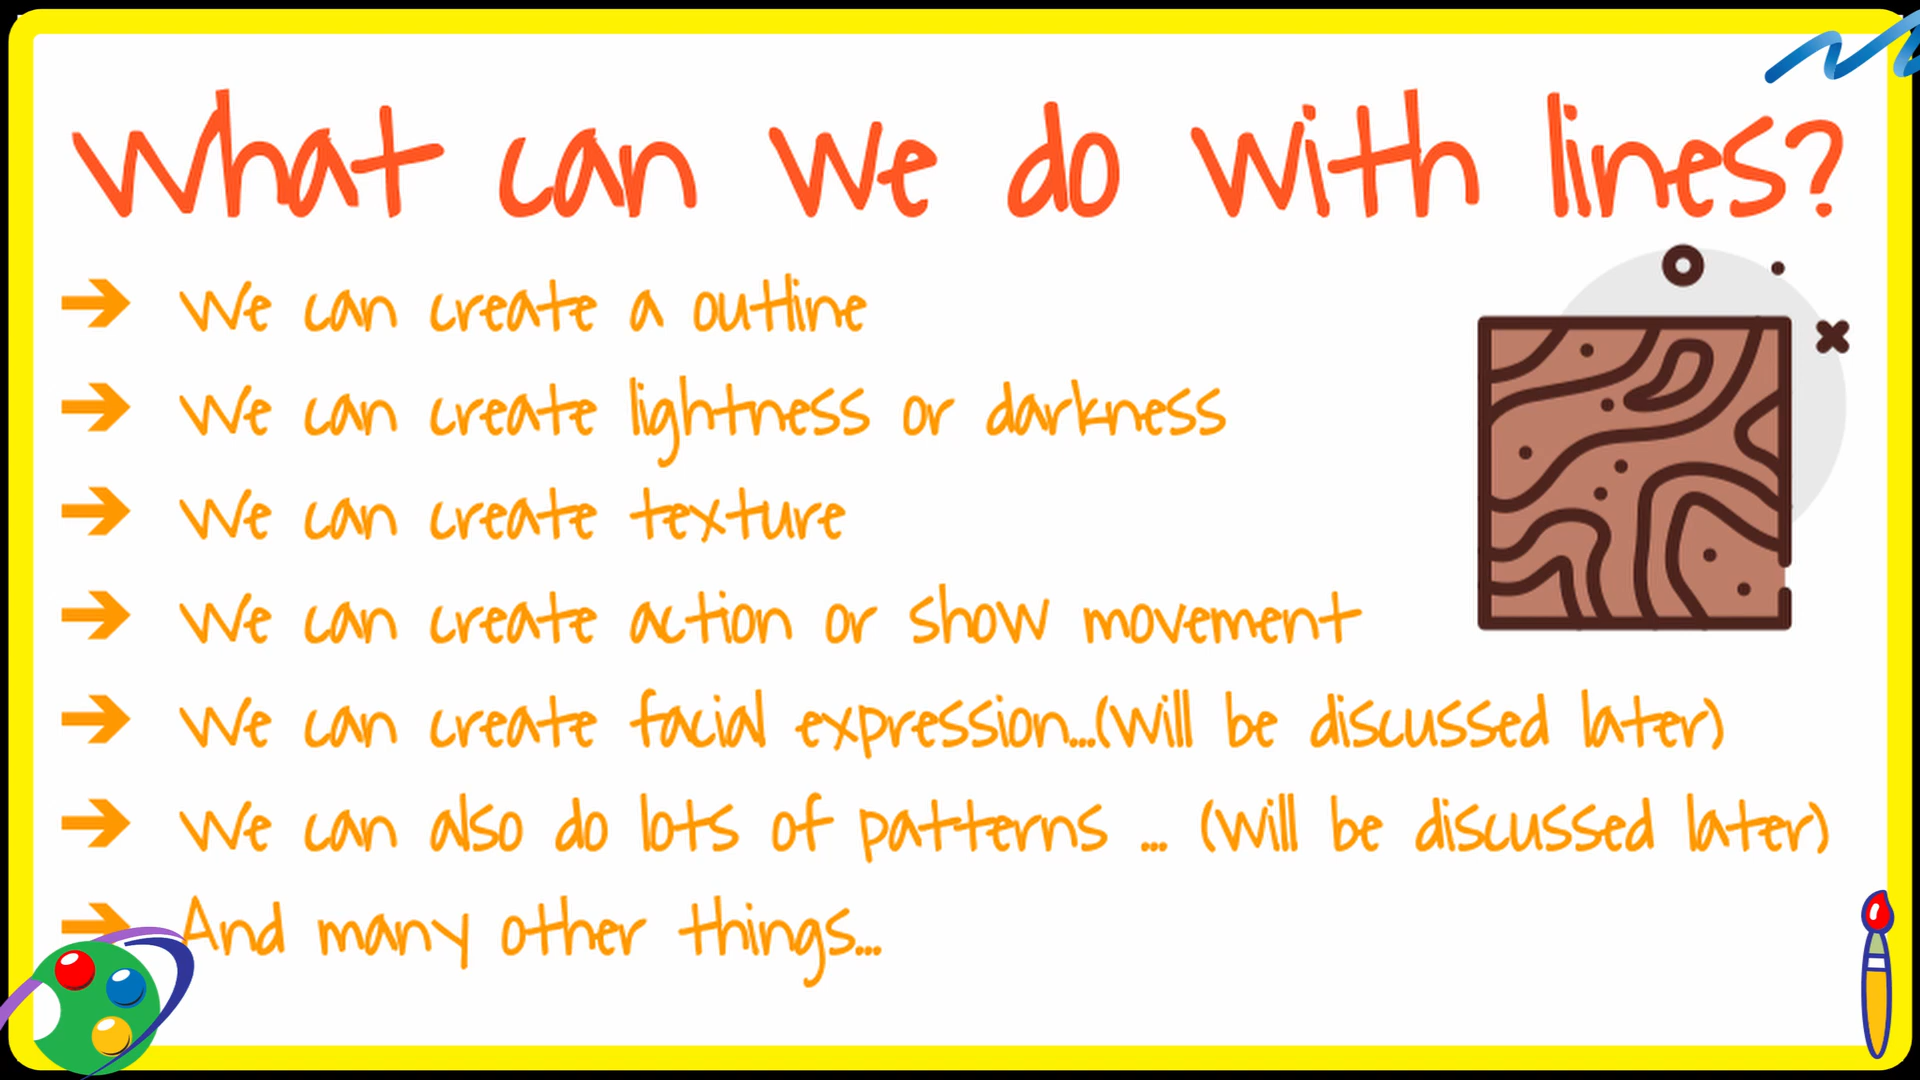 What can we do with lines?
We can create a outline
We can create lightness or darkness
We can create texture
We can create action or show movement
We can create facial expression...(will be discussed later)
We can also do lots of patterns ... (will be discussed later)
And many other things...